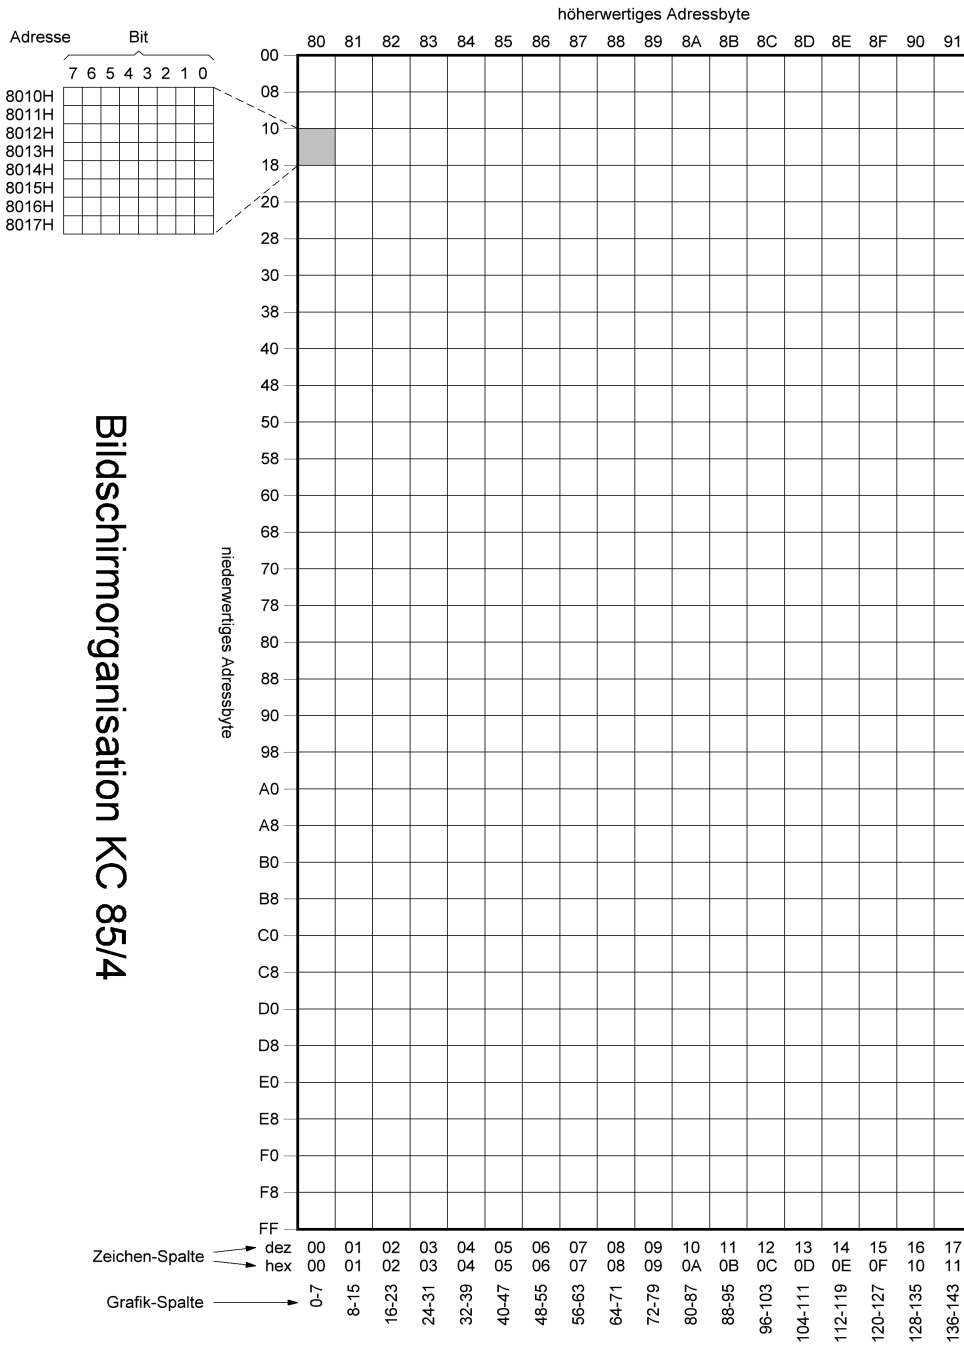 höherwertiges Adressbyte
Adresse Bit
80 81 82 83 84 85 86 87 88 89 8A 8B 8C 8D 8E 8F 90 91
7 6 5 4 3 2 1 0
8010H
8011H
8012H
8013H
8014H
8015H
8016H
8017H
00
08
10
18
20
28
30
38
40
48
50
58
60
68
70
78
80
88
90
98
A0
A8
B0
B8
C0
C8
D0
D8
E0
E8
F0
F8
FF
niederwertiges Adressbyte
Bildschirmorganisation KC 85/4
Zeichen-Spalte
dez 00 01 02 03 04 05 06 07 08 09 10 11 12 13 14 15 16 17
hex 00 01 02 03 04 05 06 07 08 09 0A 0B 0C 0D 0E 0F 10 11
Grafik-Spalte 0-7 8-15 16-23 24-31 32-39 40-47 48-55 56-63 64-71 72-79 80-87 88-95 96-103 104-111 112-119 120-127 128-135 136-143